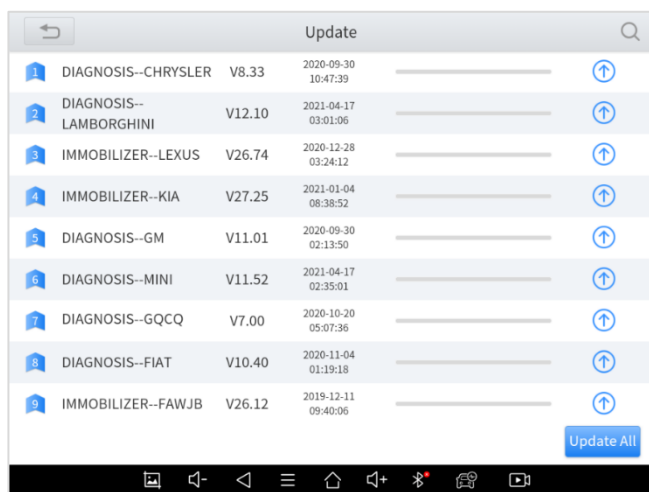 Update
1 DIAGNOSIS--CHRYSLER V8.33 2020-09-30
10:47:39
2 DIAGNOSIS--
LAMBORGHINI V12.10 2021-04-17
03:01:06
3 IMMOBILIZER--LEXUS V26.74 2020-12-28
03:24:12
4 IMMOBILIZER--KIA V27.25 2021-01-04
08:38:52
5 DIAGNOSIS--GM V11.01 2020-09-30
02:13:50
6 DIAGNOSIS--MINI V11.52 2021-04-17
02:35:01
7 DIAGNOSIS--GQCQ V7.00 2020-10-20
05:07:36
8 DIAGNOSIS--FIAT V10.40 2020-11-04
01:19:18
9 IMMOBILIZER--FAWJB V26.12 2019-12-11
09:40:06
Update All